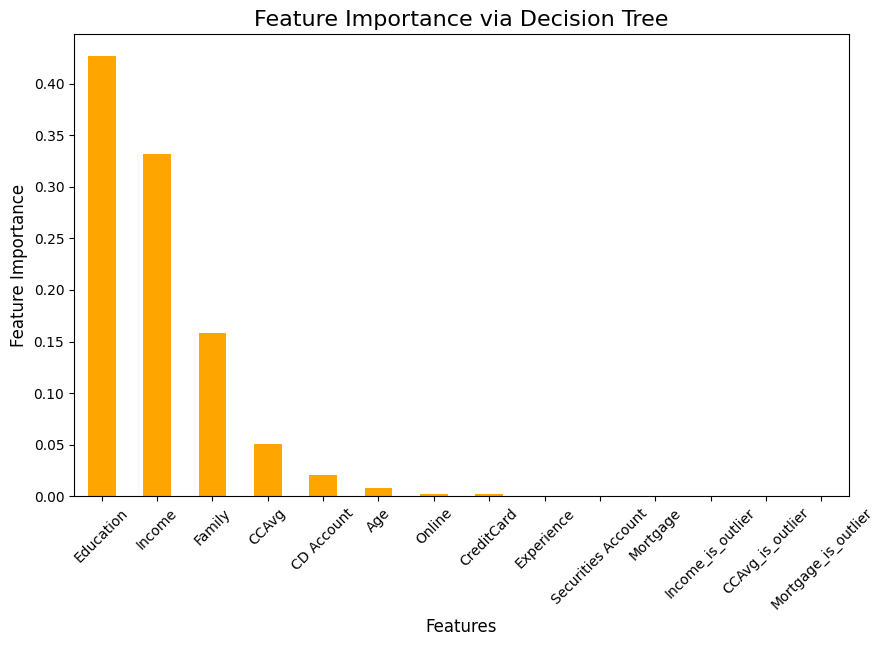 Feature Importance via Decision Tree
Feature Importance
0.40
0.35
0.30
0.25
0.20
0.15
0.10
0.05
0.00
Education
Income
Family
CCAvg
CD Account
Age
Online
CreditCard
Experience
Securities Account
Mortgage
Income_is_outlier
CCAvg_is_outlier
Mortgage_is_outlier
Features